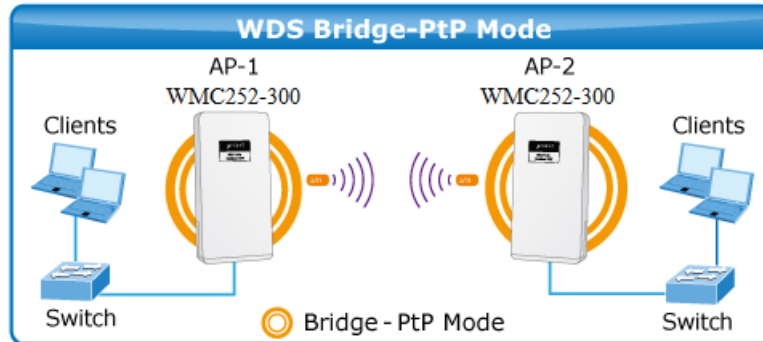 WDS Bridge-PtP Mode
AP-1
WMC252-300
AP-2
WMC252-300
Clients
Clients
Switch
Bridge - PtP Mode
Switch